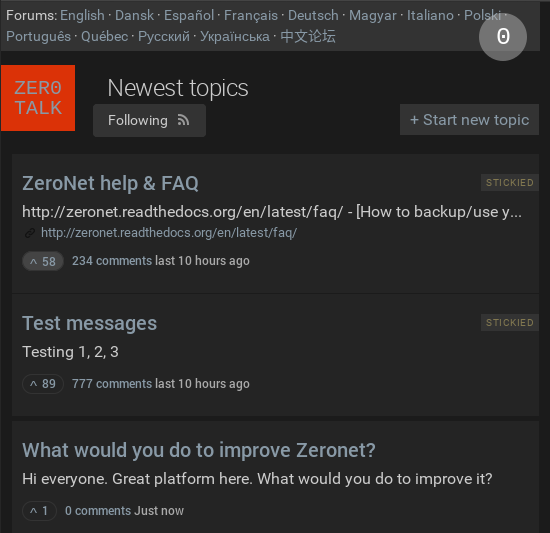 Forums: English · Dansk · Español · Français · Deutsch · Magyar · Italiano · Polski ·
Português · Québec · Русский · Українська · 中文论坛
0
ZER0
TALK
Newest topics
Following
+ Start new topic
ZeroNet help & FAQ
STICKIED
http://zeronet.readthedocs.org/en/latest/faq/ - [How to backup/use y...
http://zeronet.readthedocs.org/en/latest/faq/
^ 58 234 comments last 10 hours ago
Test messages
STICKIED
Testing 1, 2, 3
^ 89 777 comments last 10 hours ago
What would you do to improve Zeronet?
Hi everyone. Great platform here. What would you do to improve it?
^ 1 0 comments Just now